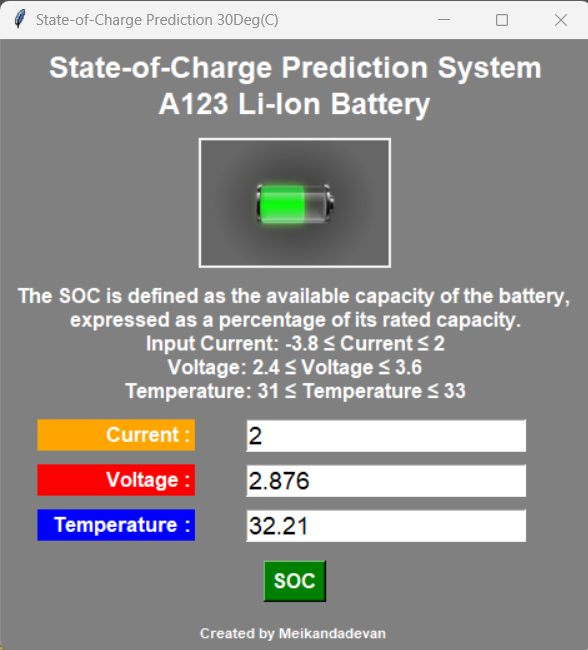 State-of-Charge Prediction 30Deg(C)
State-of-Charge Prediction System
A123 Li-Ion Battery
The SOC is defined as the available capacity of the battery,
expressed as a percentage of its rated capacity.
Input Current: -3.8 ≤ Current ≤ 2
Voltage: 2.4 ≤ Voltage ≤ 3.6
Temperature: 31 ≤ Temperature ≤ 33
Current : 2
Voltage : 2.876
Temperature : 32.21
SOC
Created by Meikandadevan